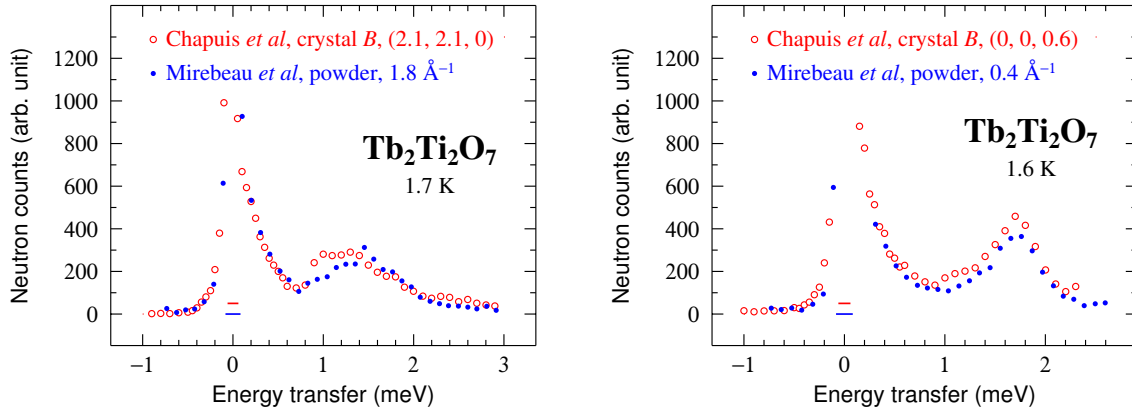 Chapuis et al, crystal B, (2.1, 2.1, 0)
Mirebeau et al, powder, 1.8 Å⁻¹
Tb₂Ti₂O₇
1.7 K
Neutron counts (arb. unit)
1200
1000
800
600
400
200
0
−1
0
1
2
3
Energy transfer (meV)
Chapuis et al, crystal B, (0, 0, 0.6)
Mirebeau et al, powder, 0.4 Å⁻¹
Tb₂Ti₂O₇
1.6 K
Neutron counts (arb. unit)
1200
1000
800
600
400
200
0
−1
0
1
2
Energy transfer (meV)